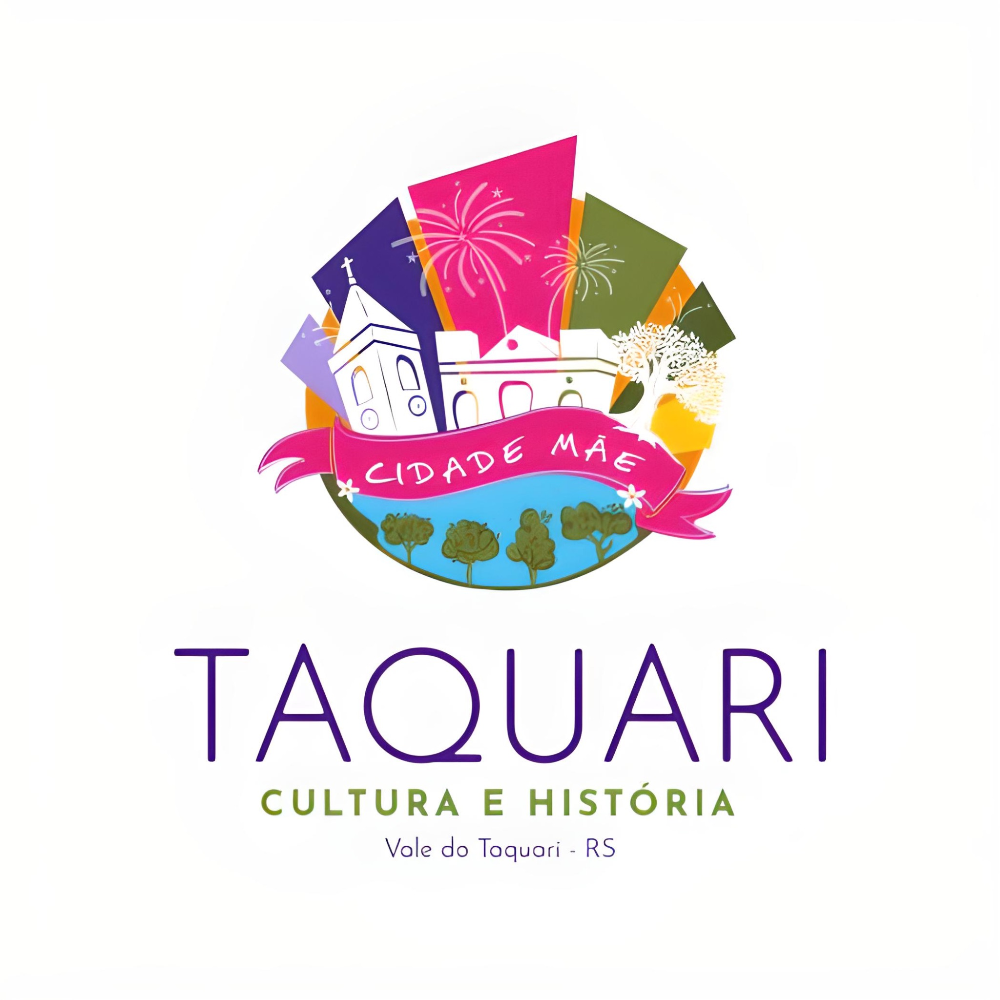 CIDADE MÃE
TAQUARI
CULTURA E HISTÓRIA
Vale do Taquari - RS